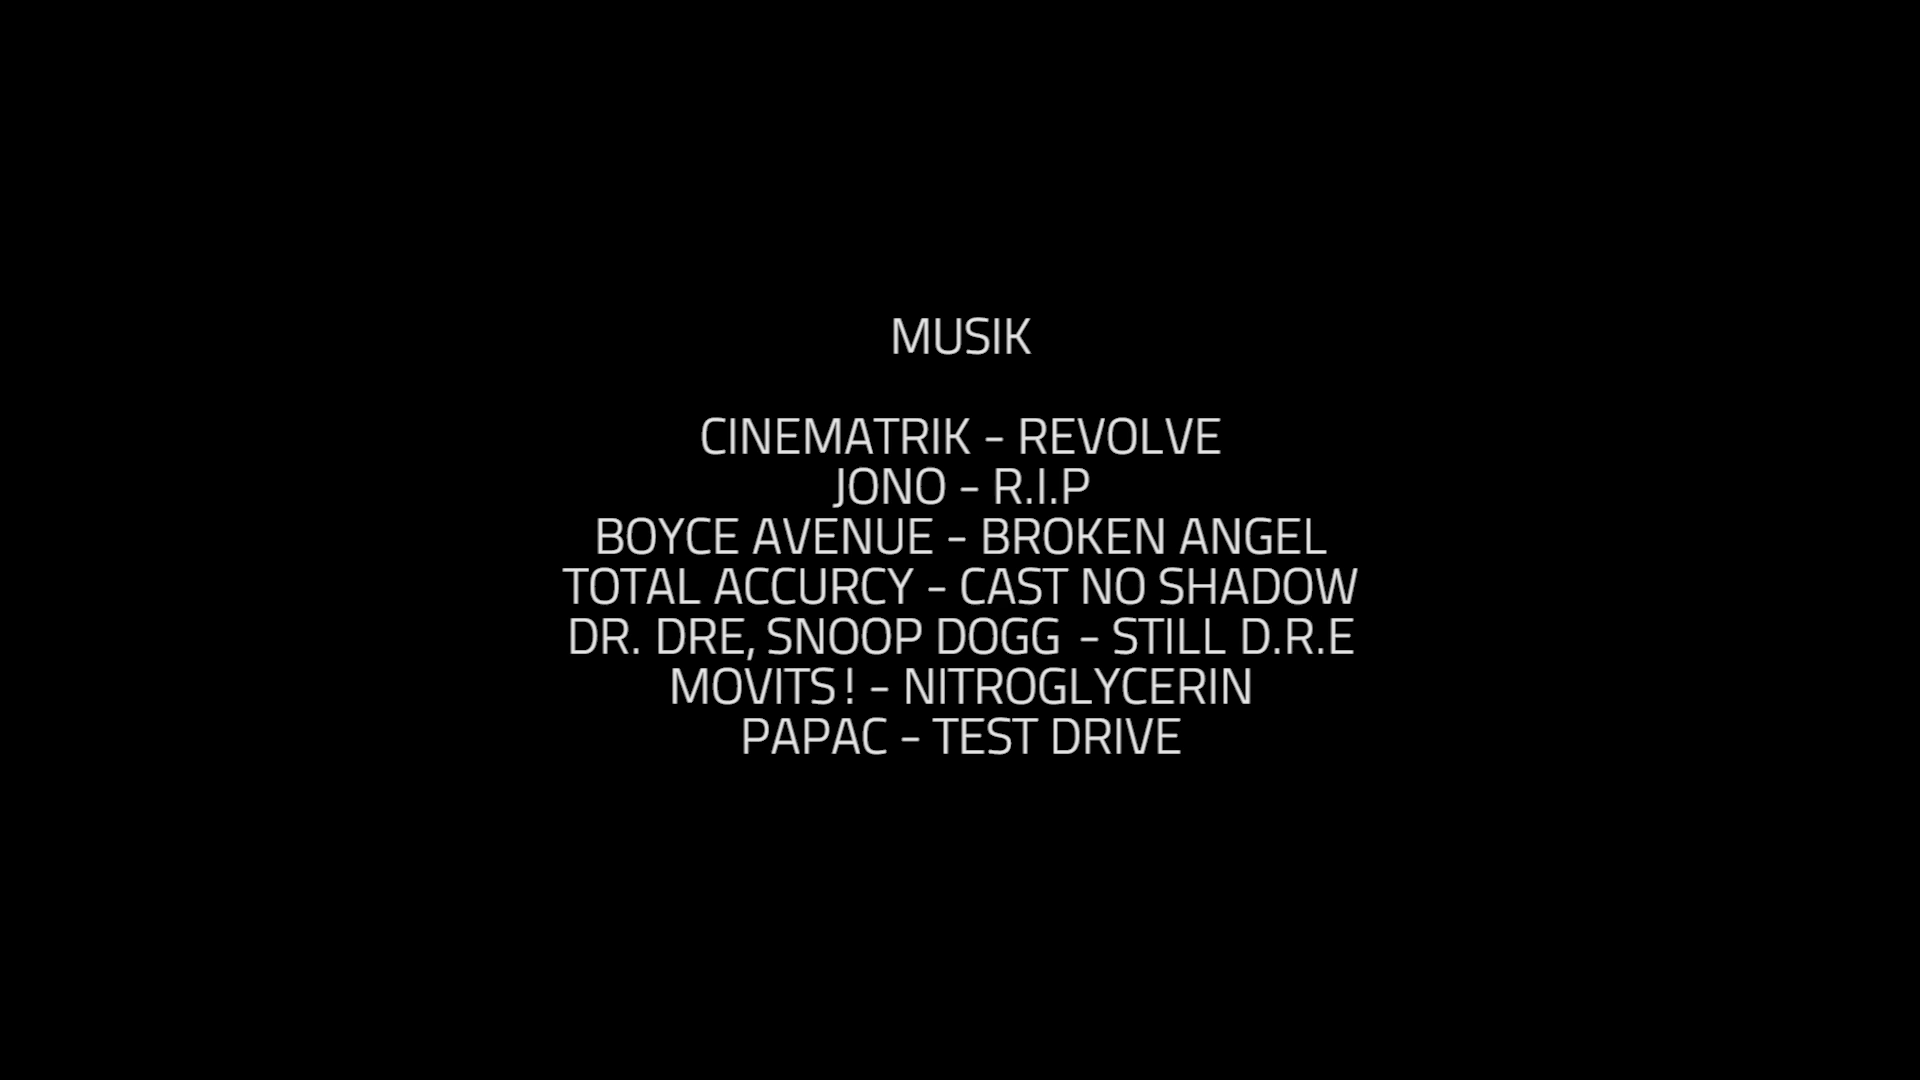 MUSIK
CINEMATRIK - REVOLVE
JONO - R.I.P
BOYCE AVENUE - BROKEN ANGEL
TOTAL ACCURCY - CAST NO SHADOW
DR. DRE, SNOOP DOGG - STILL D.R.E
MOVITS! - NITROGLYCERIN
PAPAC - TEST DRIVE